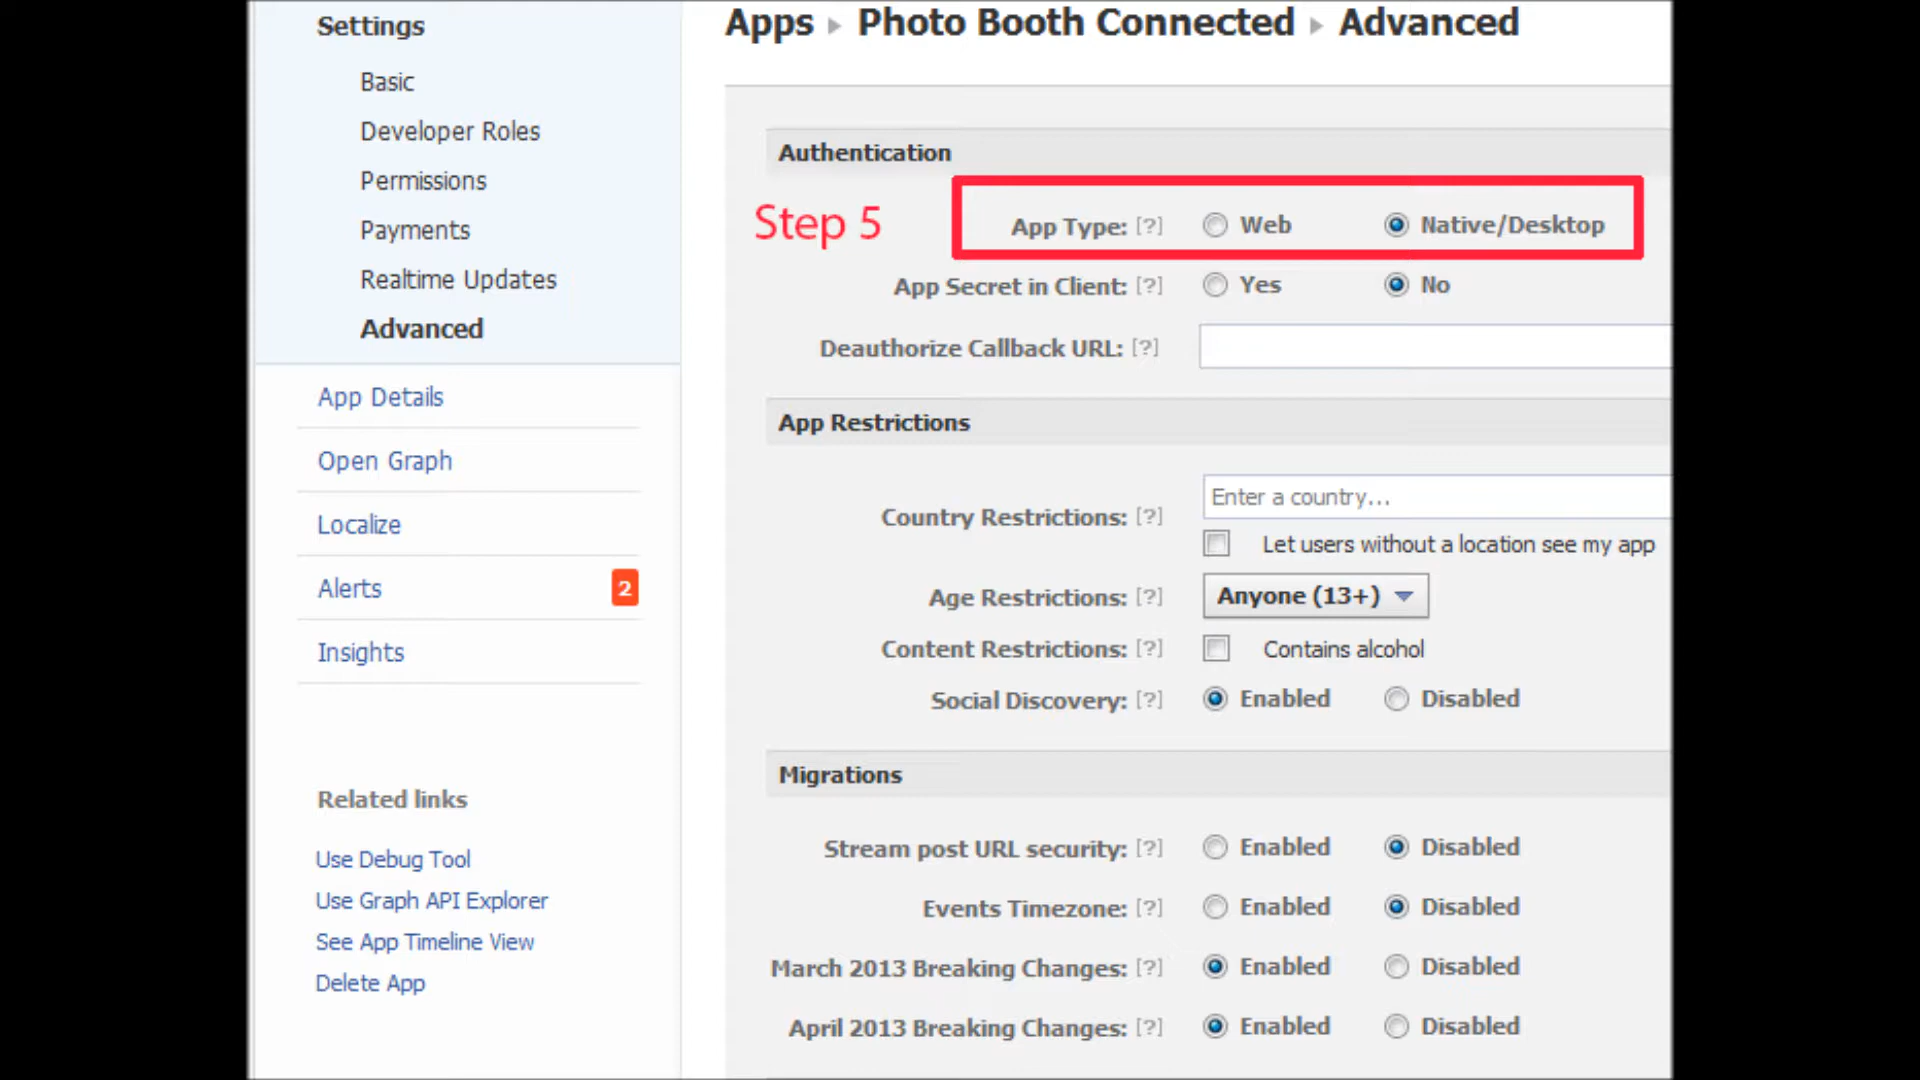 Settings
Basic
Developer Roles
Permissions
Payments
Realtime Updates
Advanced
App Details
Open Graph
Localize
Alerts 2
Insights
Related links
Use Debug Tool
Use Graph API Explorer
See App Timeline View
Delete App
Apps ▸ Photo Booth Connected ▸ Advanced
Authentication
Step 5
App Type: [?] Web Native/Desktop
App Secret in Client: [?] Yes No
Deauthorize Callback URL: [?]
App Restrictions
Country Restrictions: [?] Enter a country...
Let users without a location see my app
Age Restrictions: [?] Anyone (13+)
Content Restrictions: [?] Contains alcohol
Social Discovery: [?] Enabled Disabled
Migrations
Stream post URL security: [?] Enabled Disabled
Events Timezone: [?] Enabled Disabled
March 2013 Breaking Changes: [?] Enabled Disabled
April 2013 Breaking Changes: [?] Enabled Disabled